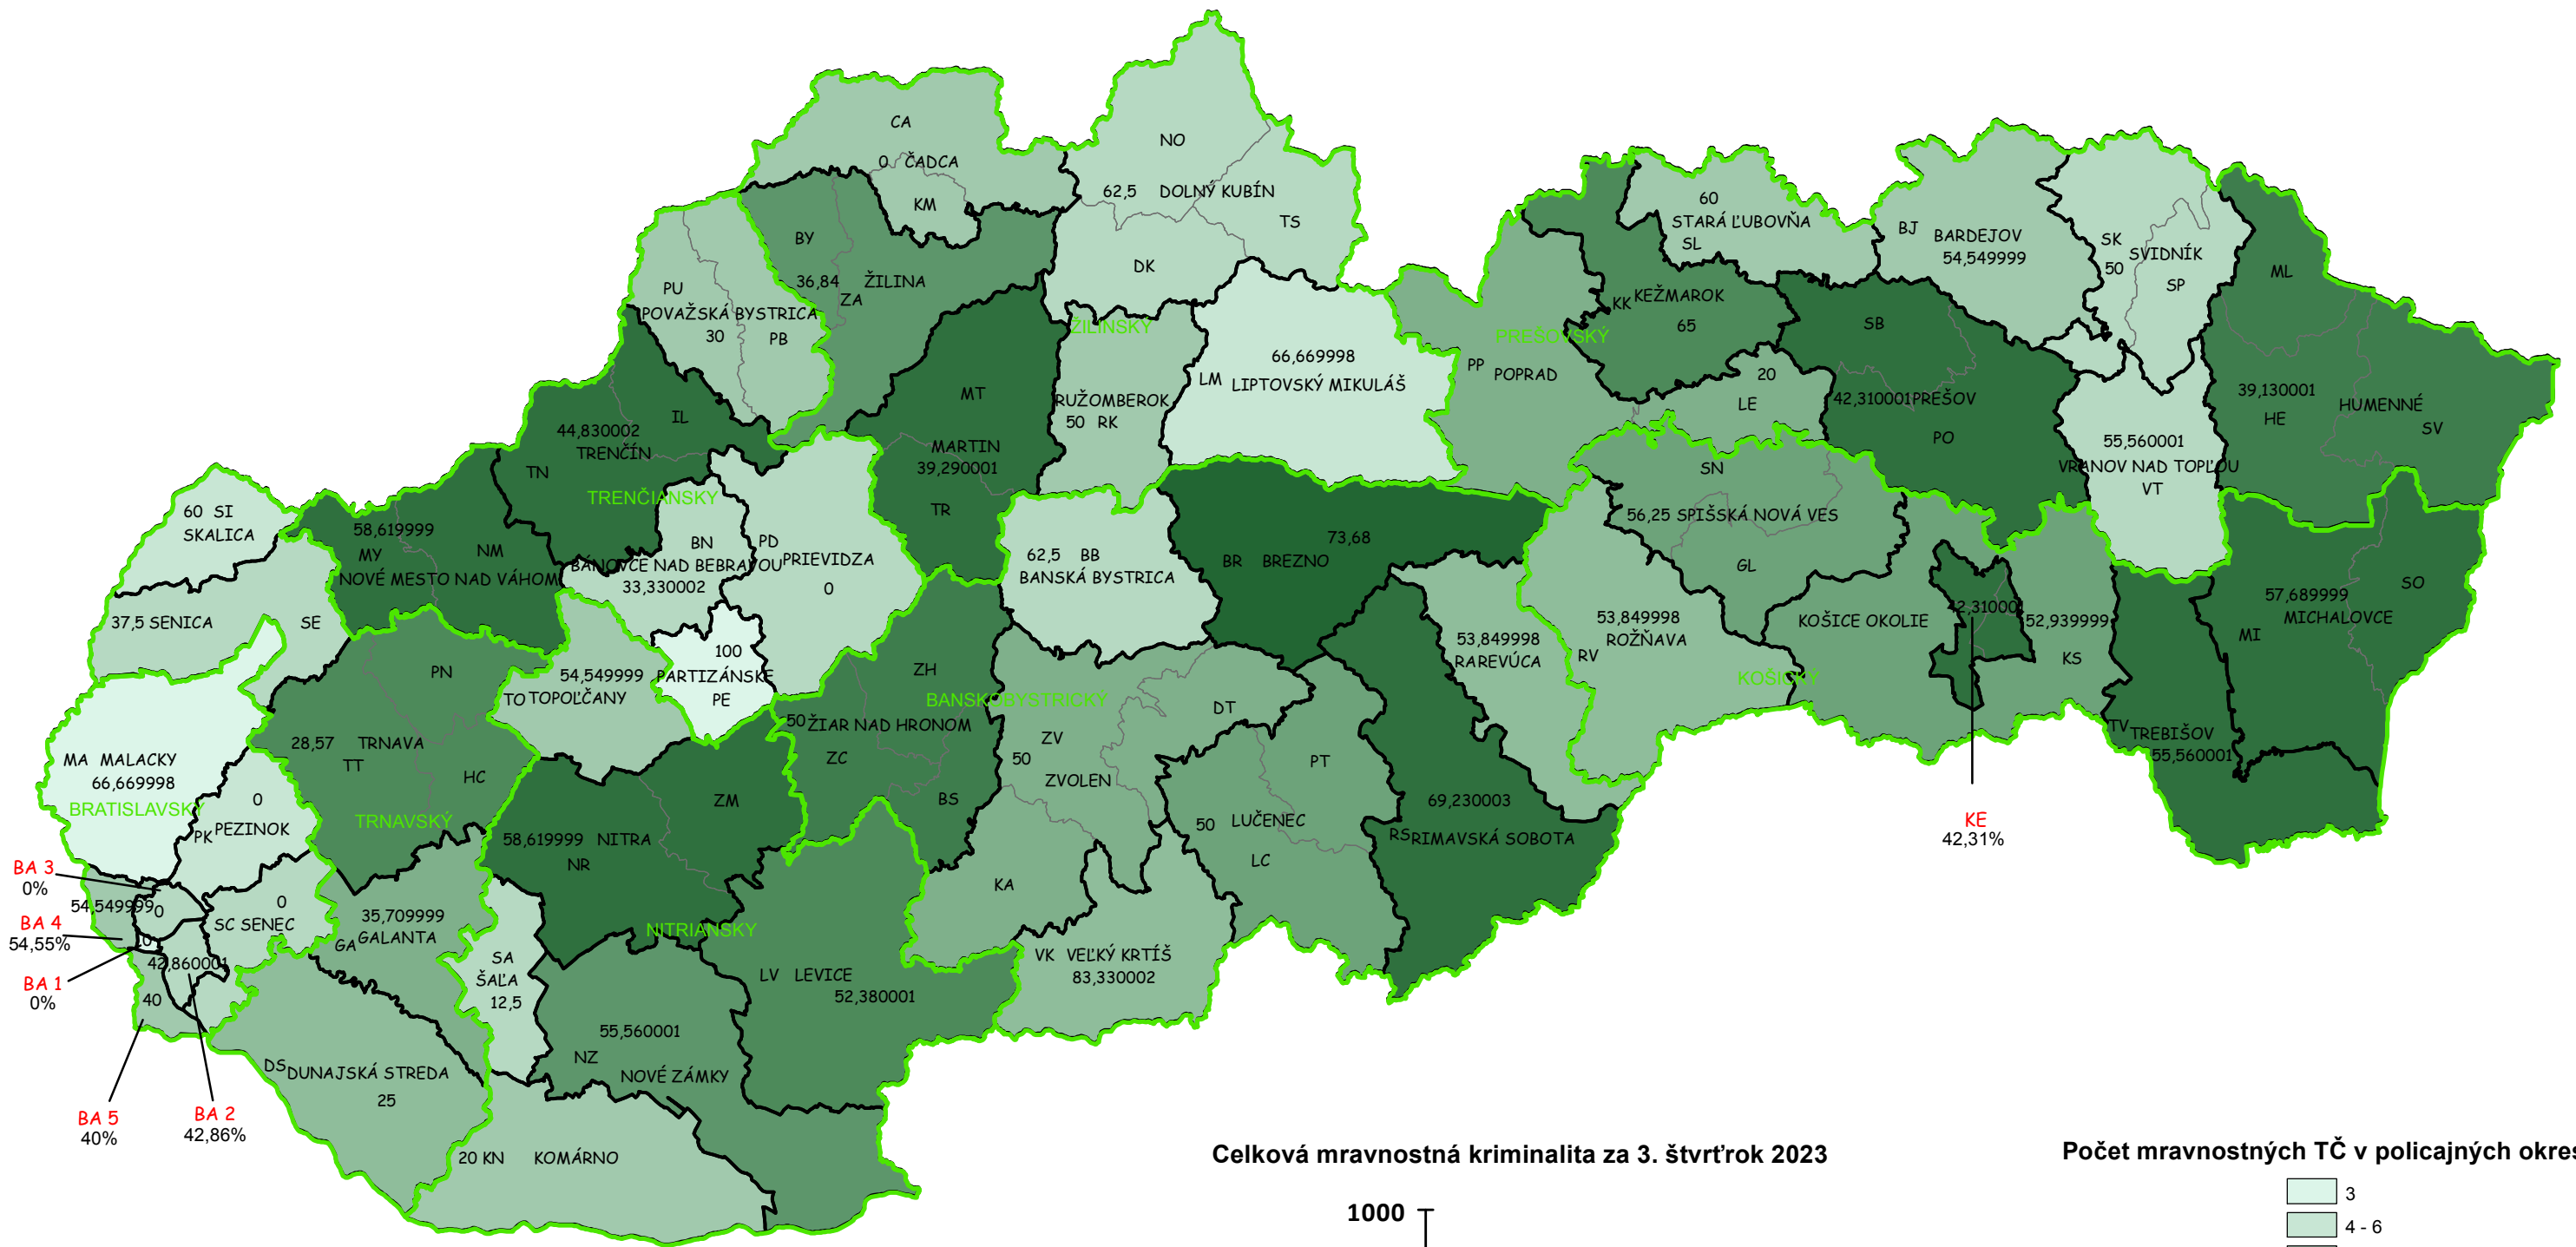 CA
0 ČADCA
KM
NO
62,5 DOLNÝ KUBÍN
TS
DK
BY
36,84
ZA
ŽILINA
PU
POVAŽSKÁ BYSTRICA
30
PB
ŽILINSKÝ
66,669998
LM LIPTOVSKÝ MIKULÁŠ
RUŽOMBEROK
50 RK
MT
MARTIN
39,290001
TR
60
STARÁ ĽUBOVŇA
SL
BJ
BARDEJOV
54,549999
SK
SVIDNÍK
50
SP
ML
KK KEŽMAROK
65
PREŠOVSKÝ
PP
POPRAD
20
LE
SB
42,310001 PREŠOV
PO
39,130001
HE
HUMENNÉ
SV
55,560001
VRANOV NAD TOPĽOU
VT
IL
44,830002
TRENČÍN
TN
TRENČIANSKY
60 SI
SKALICA
58,619999
MY
NM
NOVÉ MESTO NAD VÁHOM
BN
BÁNOVCE NAD BEBRAVOU
33,330002
PD
PRIEVIDZA
0
62,5 BB
BANSKÁ BYSTRICA
73,68
BR BREZNO
SN
56,25 SPIŠSKÁ NOVÁ VES
GL
53,849998
ROŽŇAVA
RV
53,849998
RA REVÚCA
KOŠICE OKOLIE
42,310001
52,939999
KS
KOŠICKÝ
57,689999
MICHALOVCE
MI
SO
TV
TREBIŠOV
55,560001
KE
42,31%
37,5 SENICA
SE
PN
28,57 TRNAVA
TT
HC
TRNAVSKÝ
54,549999
TO TOPOĽČANY
100
PARTIZÁNSKE
PE
ZH
50 ŽIAR NAD HRONOM
ZC
BS
BANSKOBYSTRICKÝ
DT
ZV
50
ZVOLEN
KA
PT
50 LUČENEC
LC
69,230003
RS RIMAVSKÁ SOBOTA
MA MALACKY
66,669998
BRATISLAVSKÝ
0
PK PEZINOK
BA 3
0%
54,549999
0
BA 4
54,55%
0
BA 1
0%
42,860001
40
BA 5
40%
BA 2
42,86%
0
SC SENEC
35,709999
GA GALANTA
ZM
58,619999 NITRA
NR
NITRIANSKY
SA
ŠAĽA
12,5
LV LEVICE
52,380001
VK VEĽKÝ KRTÍŠ
83,330002
55,560001
NZ
NOVÉ ZÁMKY
DS DUNAJSKÁ STREDA
25
20 KN KOMÁRNO
Celková mravnostná kriminalita za 3. štvrťrok 2023
1000
Počet mravnostných TČ v policajných okres
3
4 - 6